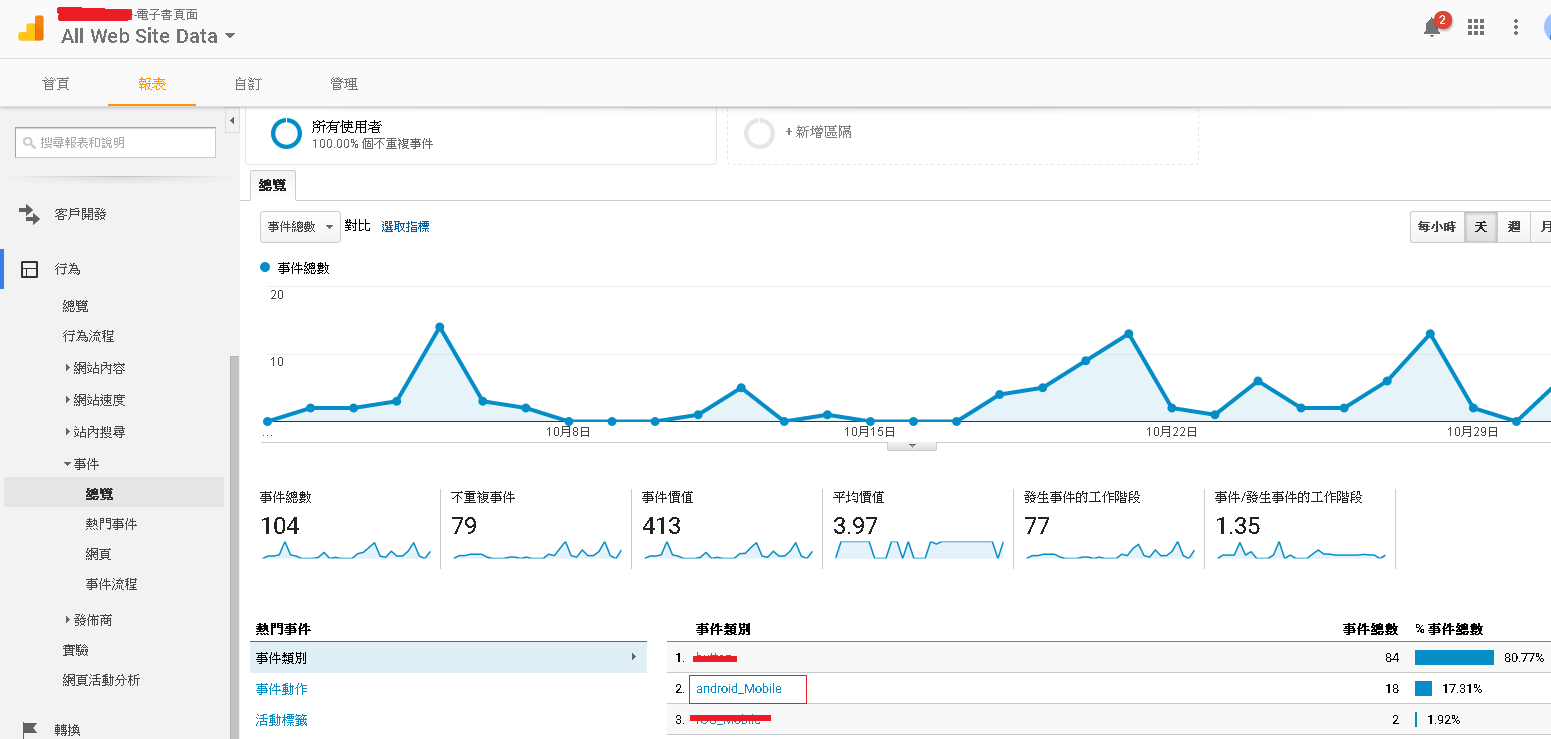 -電子書頁面
All Web Site Data
2
首頁
報表
自訂
管理
搜尋報表和說明
客戶開發
行為
總覽
行為流程
網站內容
網站速度
站內搜尋
事件
總覽
熱門事件
網頁
事件流程
發佈商
實驗
網頁活動分析
轉換
所有使用者
100.00% 個不重複事件
+ 新增區隔
總覽
事件總數 對比 選取指標
每小時 天 週 月
事件總數
20
10
... 10月8日 10月15日 10月22日 10月29日
事件總數 不重複事件 事件價值 平均價值 發生事件的工作階段 事件/發生事件的工作階段
104 79 413 3.97 77 1.35
熱門事件
事件類別
事件動作
活動標籤
事件類別 事件總數 % 事件總數
1. 84 80.77%
2. android_Mobile 18 17.31%
3. 2 1.92%